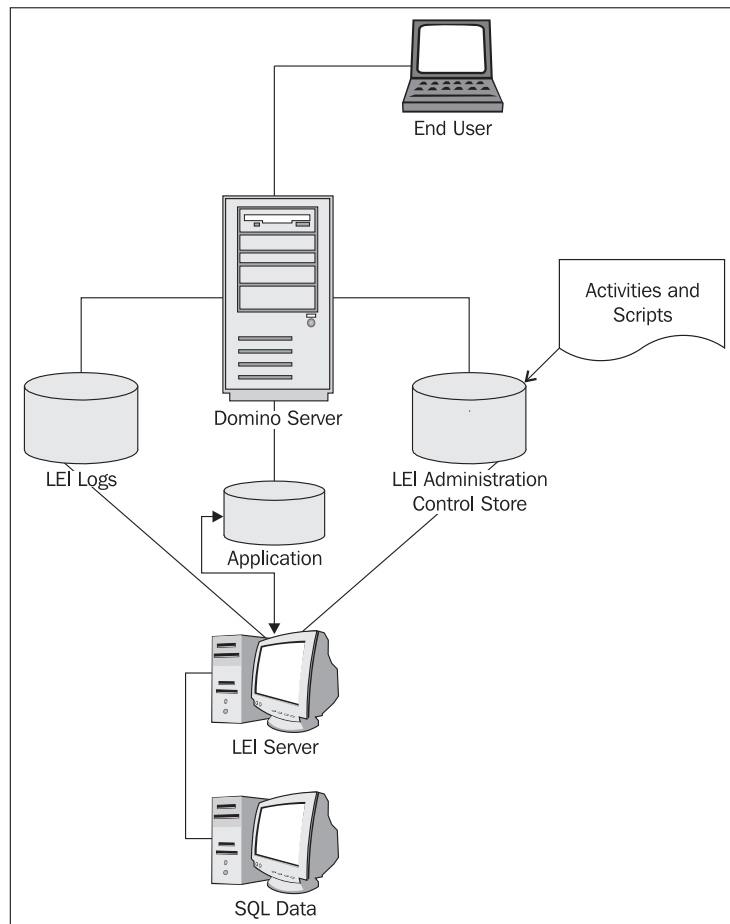 End User
Activities and
Scripts
Domino Server
LEI Logs
LEI Administration
Control Store
Application
LEI Server
SQL Data